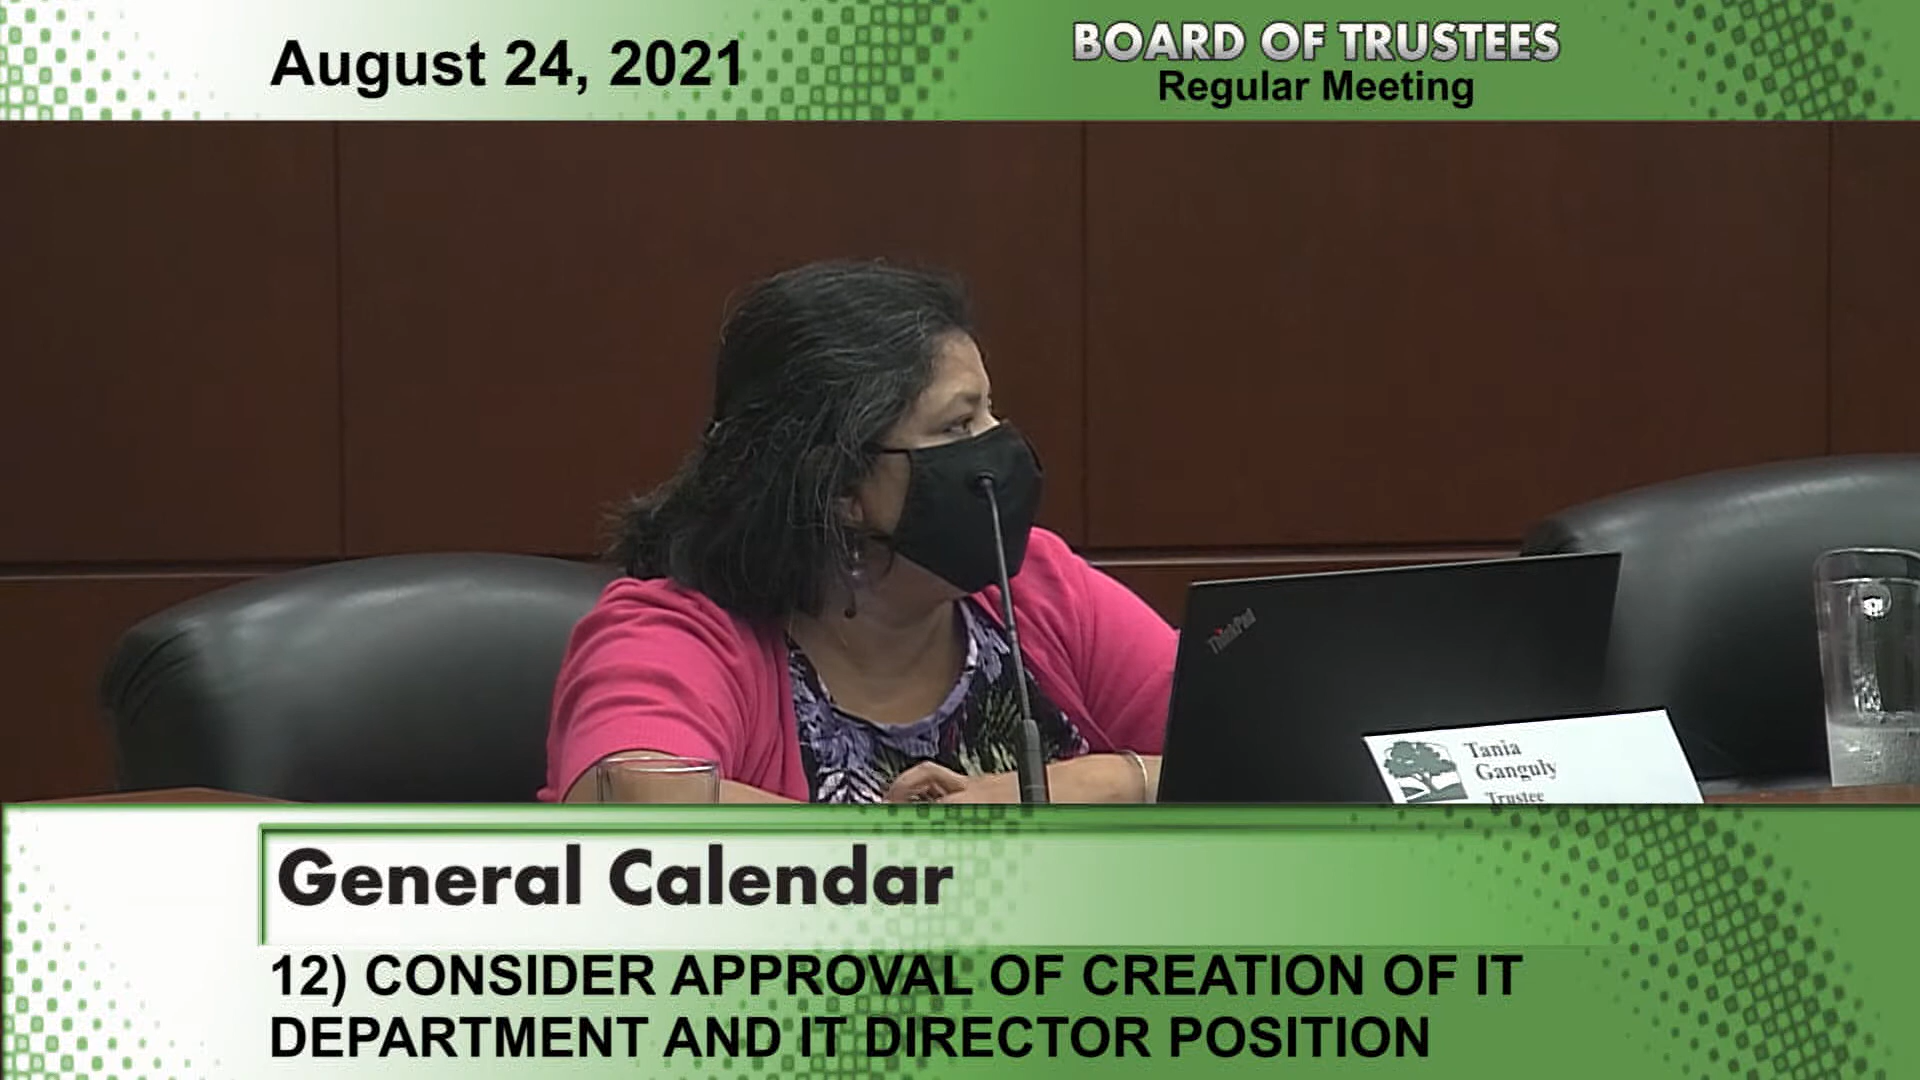 August 24, 2021
BOARD OF TRUSTEES
Regular Meeting
ThinkPad
Tania
Ganguly
Trustee
General Calendar
12) CONSIDER APPROVAL OF CREATION OF IT
DEPARTMENT AND IT DIRECTOR POSITION